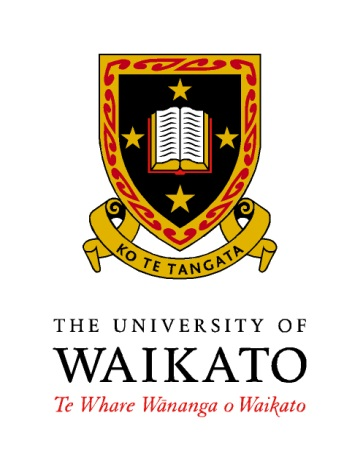 KO TE TANGATA
THE UNIVERSITY OF
WAIKATO
Te Whare Wānanga o Waikato